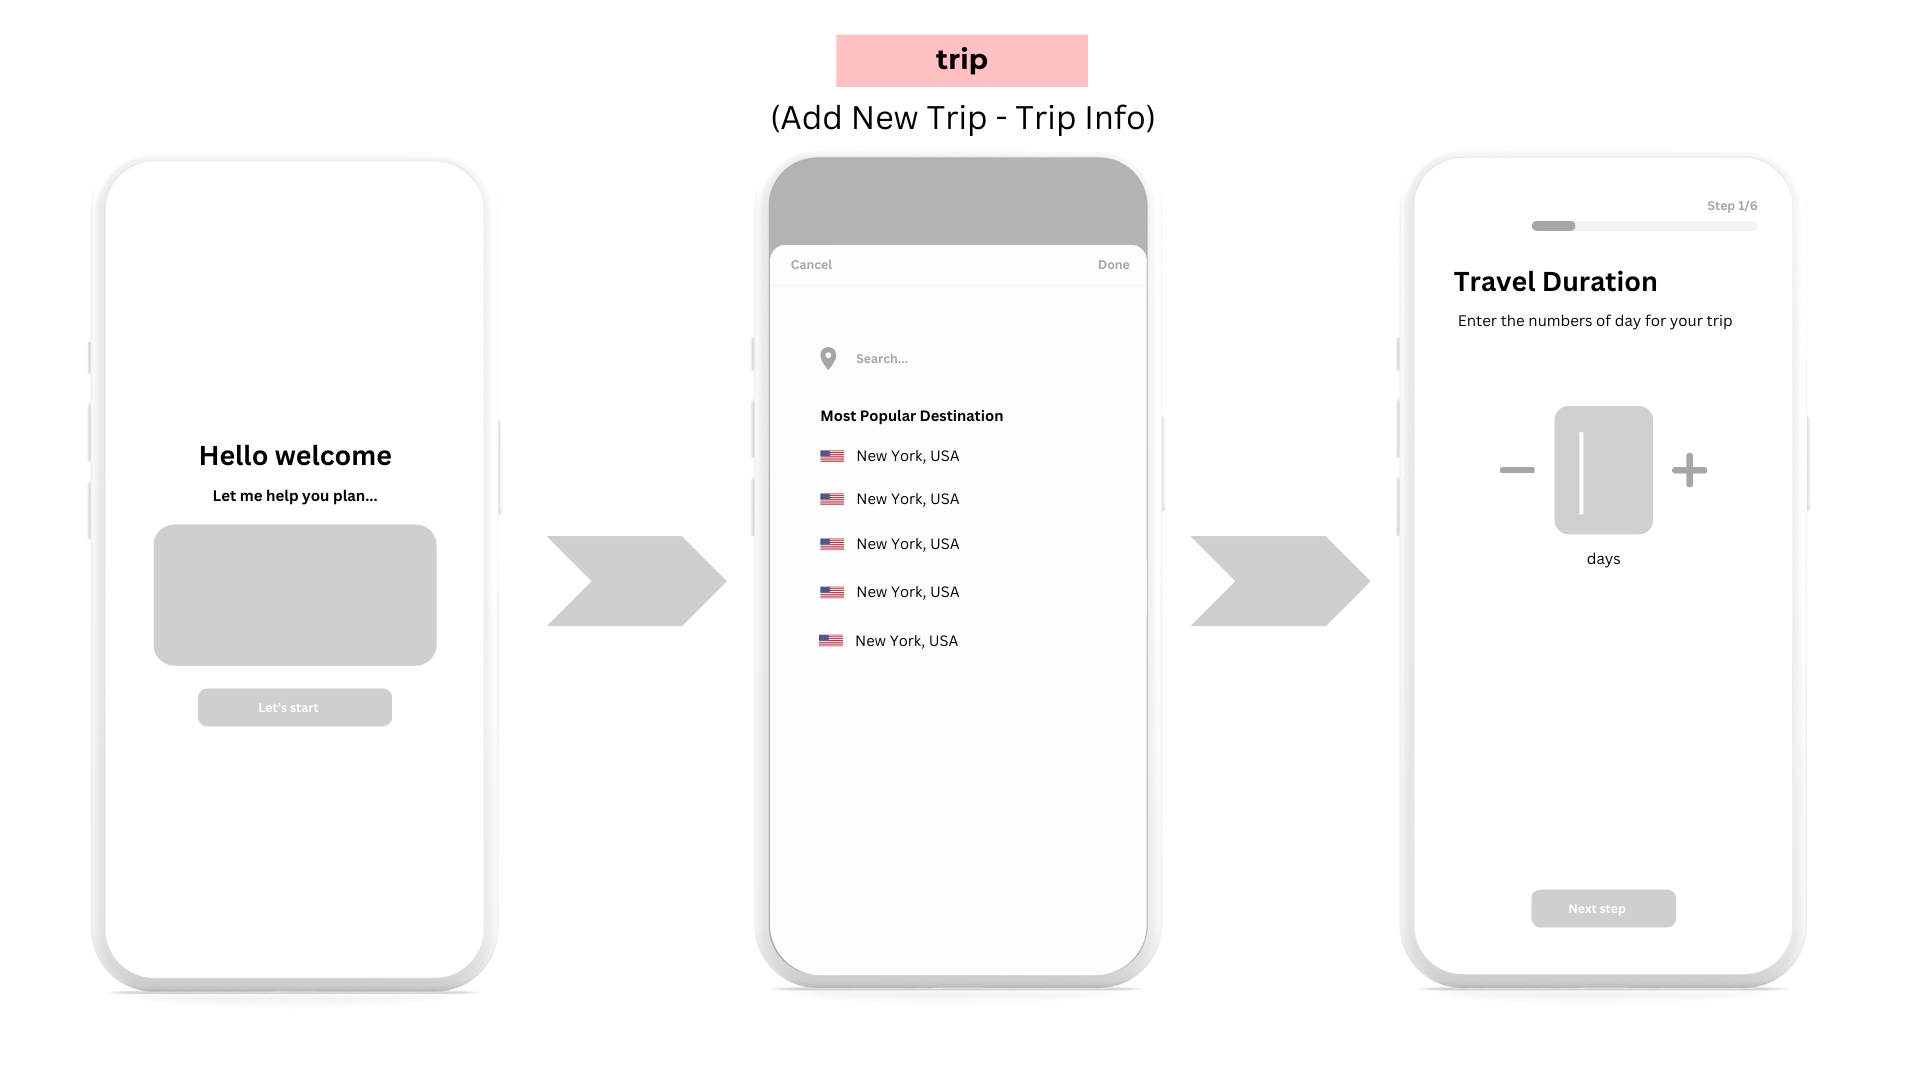 trip
(Add New Trip - Trip Info)
Hello welcome
Let me help you plan...
Let's start
Cancel
Done
Search...
Most Popular Destination
New York, USA
New York, USA
New York, USA
New York, USA
New York, USA
Step 1/6
Travel Duration
Enter the numbers of day for your trip
days
Next step